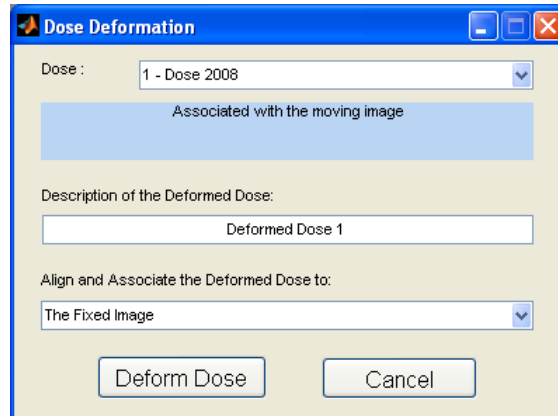 Dose Deformation
Dose :
1 - Dose 2008
Associated with the moving image
Description of the Deformed Dose:
Deformed Dose 1
Align and Associate the Deformed Dose to:
The Fixed Image
Deform Dose
Cancel